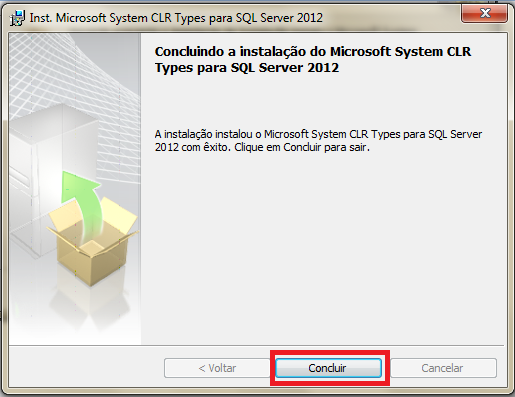 Inst. Microsoft System CLR Types para SQL Server 2012
Concluindo a instalação do Microsoft System CLR
Types para SQL Server 2012
A instalação instalou o Microsoft System CLR Types para SQL Server
2012 com êxito. Clique em Concluir para sair.
< Voltar
Concluir
Cancelar